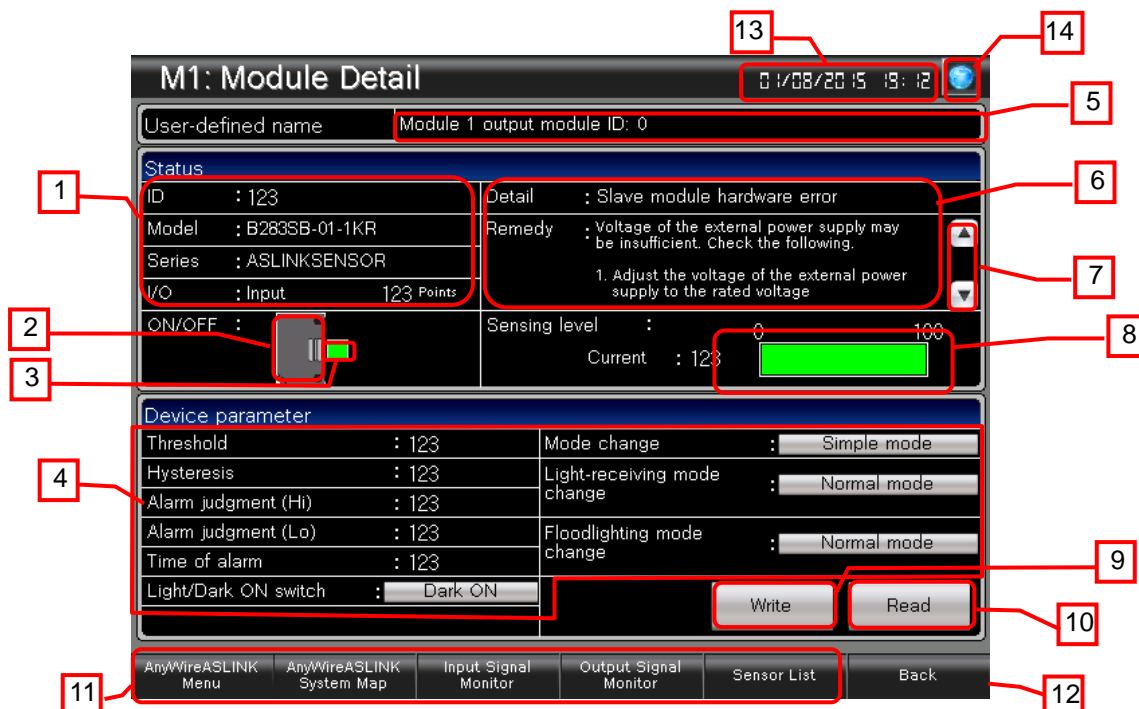 13
14
M1: Module Detail
01/08/2015 19:12
5
User-defined name
Module 1 output module ID: 0
Status
1
ID : 123
Detail : Slave module hardware error
6
Model : B283SB-01-1KR
Remedy : Voltage of the external power supply may
be insufficient. Check the following.
Series : ASLINKSENSOR
1. Adjust the voltage of the external power
supply to the rated voltage
7
I/O : Input 123 Points
2
ON/OFF :
Sensing level :
0 100
8
Current : 123
3
Device parameter
4
Threshold : 123
Mode change : Simple mode
Hysteresis : 123
Light-receiving mode
change : Normal mode
Alarm judgment (Hi) : 123
Alarm judgment (Lo) : 123
Floodlighting mode
change : Normal mode
Time of alarm : 123
9
Light/Dark ON switch : Dark ON
Write
Read
10
11
AnyWireASLINK
Menu
AnyWireASLINK
System Map
Input Signal
Monitor
Output Signal
Monitor
Sensor List
Back
12